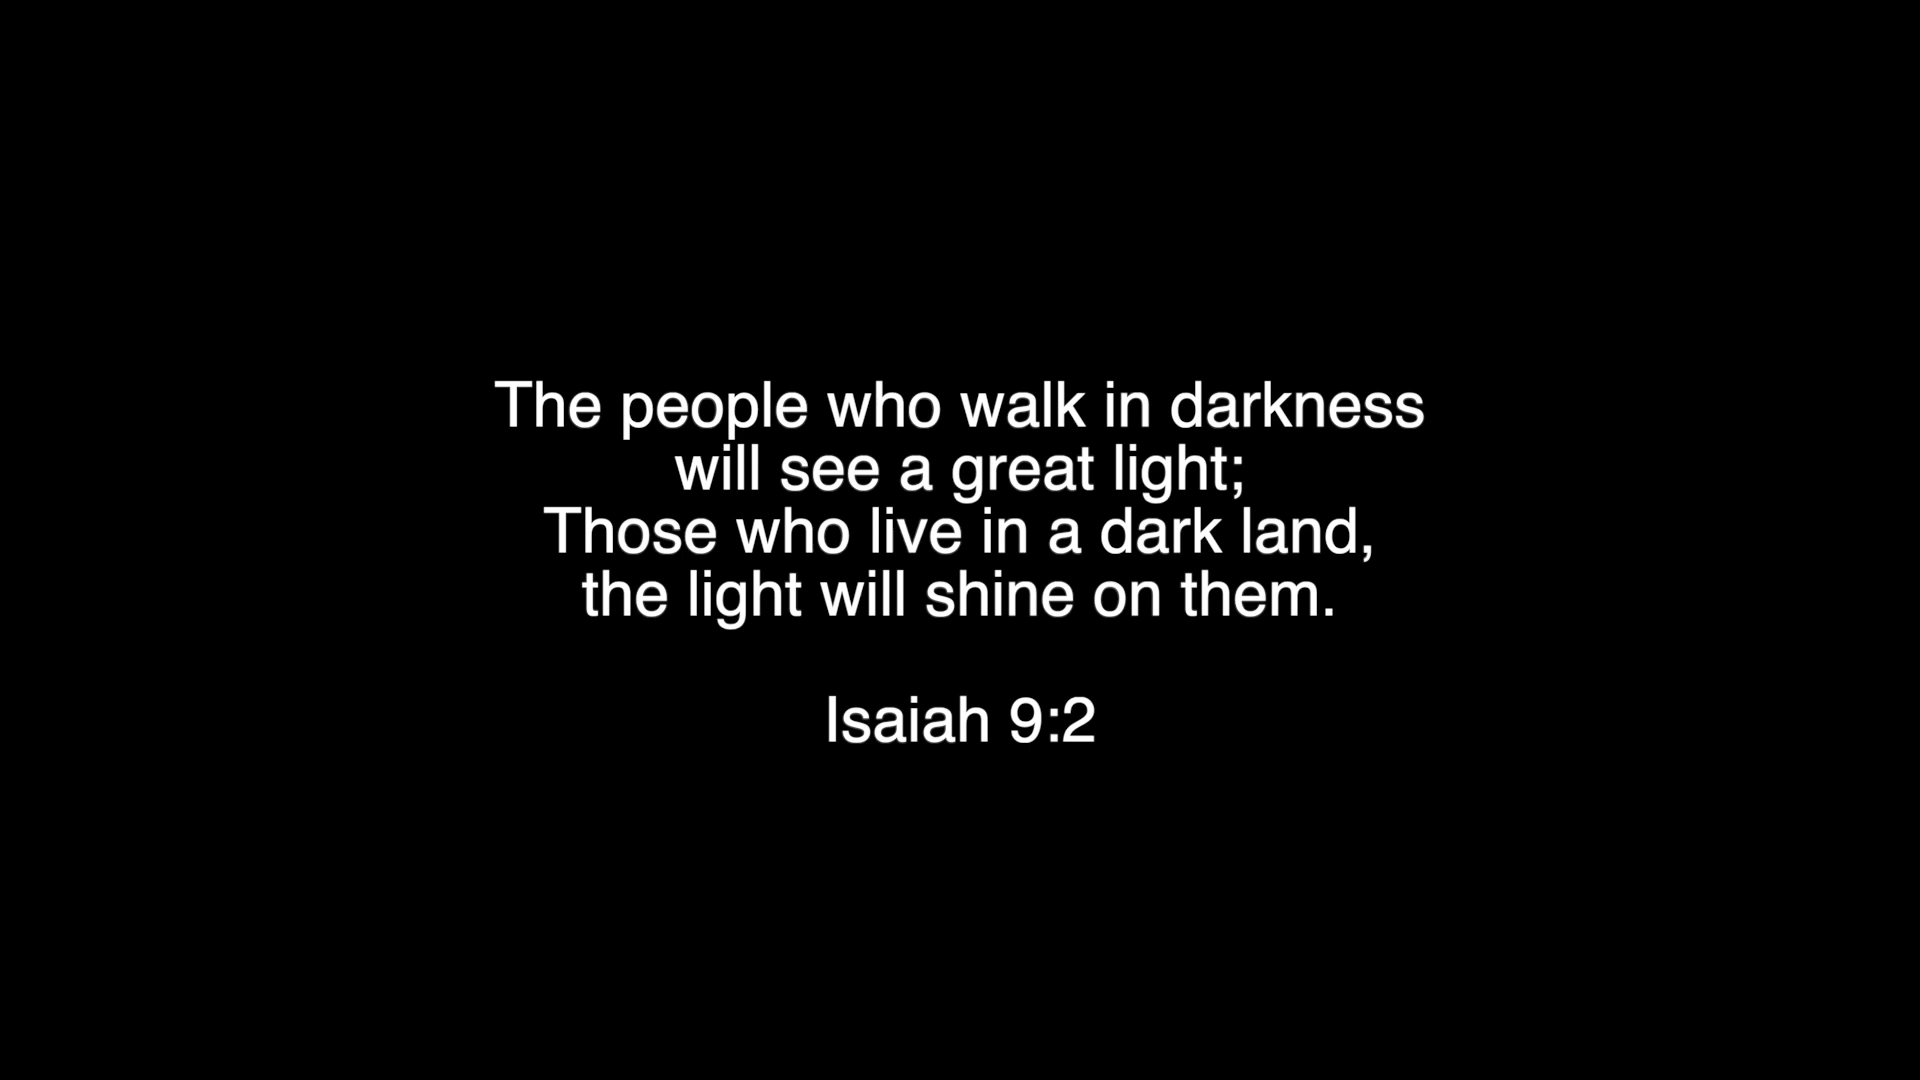 The people who walk in darkness
will see a great light;
Those who live in a dark land,
the light will shine on them.
Isaiah 9:2